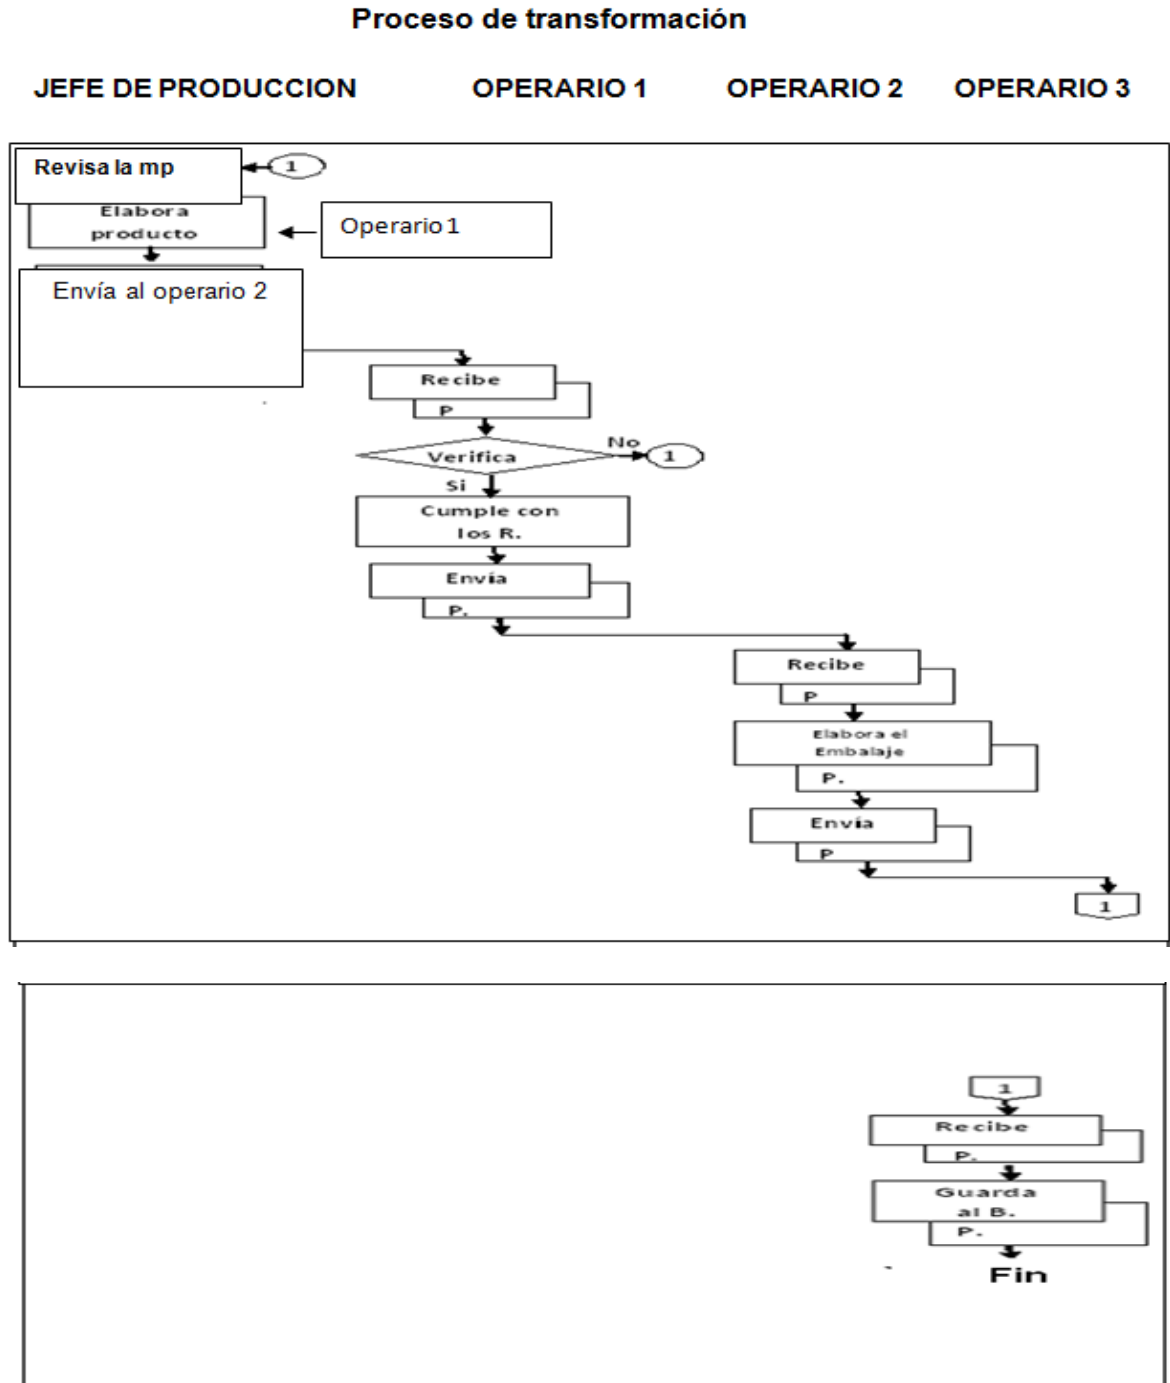 Proceso de transformación
JEFE DE PRODUCCION OPERARIO 1 OPERARIO 2 OPERARIO 3
Revisa la mp
1
Elabora
producto
Operario 1
Envía al operario 2
Recibe
P
Verifica
No
1
Si
Cumple con
los R.
Envía
P.
Recibe
P
Elabora el
Embalaje
P.
Envía
P
1
1
Recibe
P.
Guarda
al B.
P.
Fin